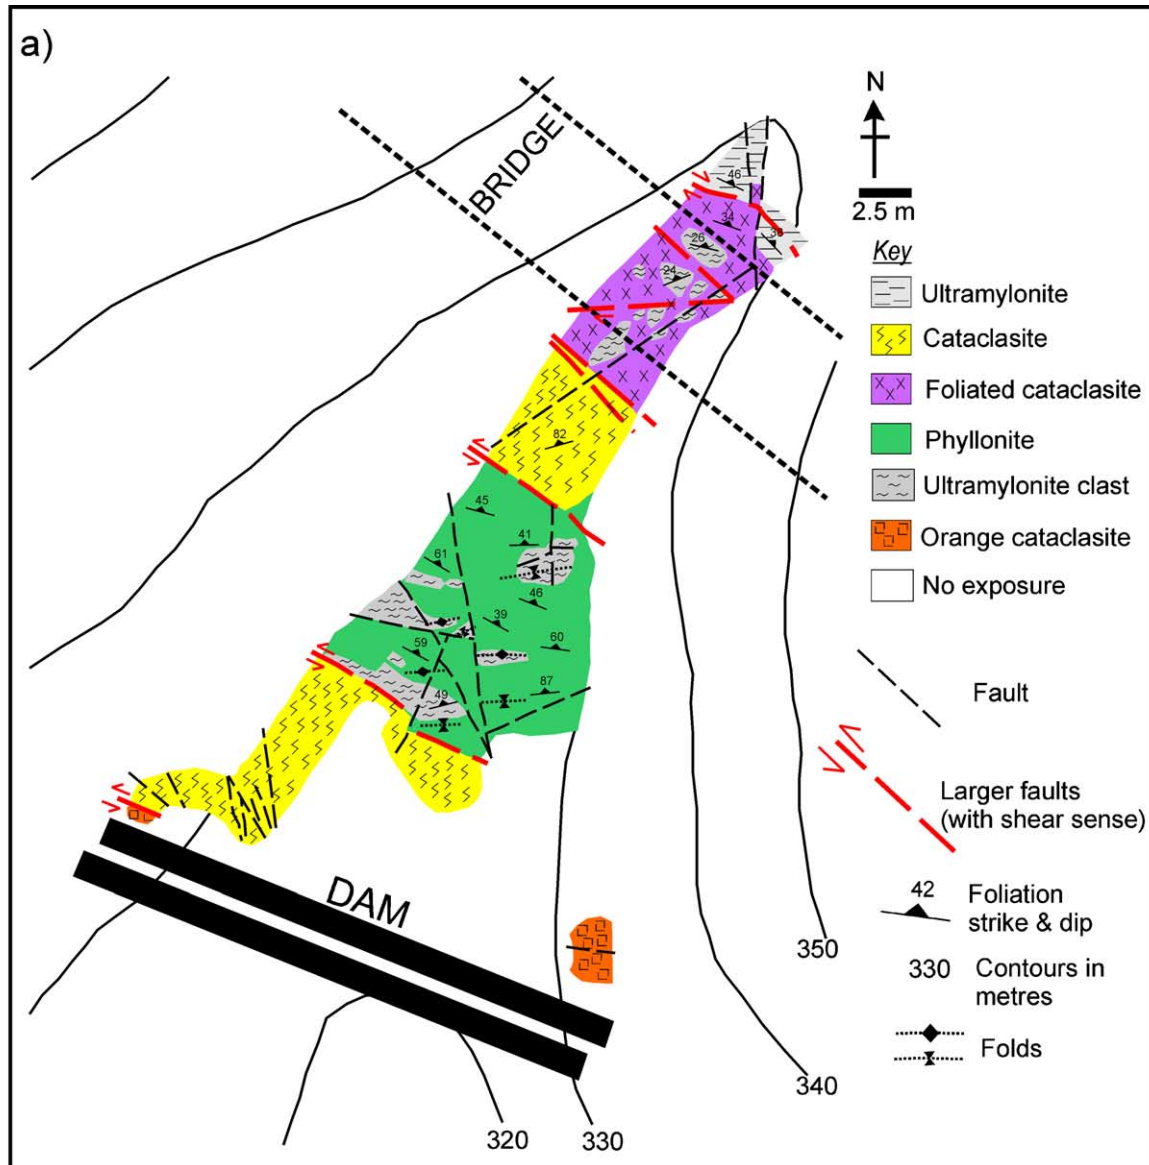 a)
N
2.5 m
BRIDGE
Key
Ultramylonite
Cataclasite
Foliated cataclasite
Phyllonite
Ultramylonite clast
Orange cataclasite
No exposure
Fault
Larger faults
(with shear sense)
42
Foliation
strike & dip
330
Contours in
metres
Folds
46
34
26
36
24
82
45
41
61
46
39
60
59
87
49
DAM
350
340
320
330